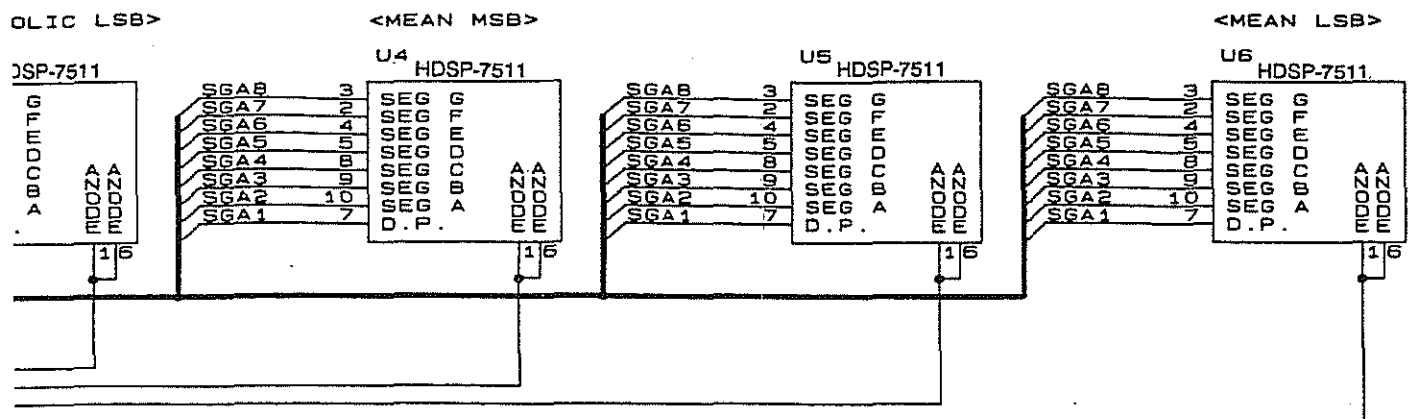 OLIC LSB> <MEAN MSB> <MEAN LSB>
U4 U5 U6
DSP-7511 HDSP-7511 HDSP-7511 HDSP-7511
G SGA8 3 SEG G SGA8 3 SEG G SGA8 3 SEG G
F SGA7 2 SEG F SGA7 2 SEG F SGA7 2 SEG F
E SGA6 4 SEG E SGA6 4 SEG E SGA6 4 SEG E
D SGA5 5 SEG D SGA5 5 SEG D SGA5 5 SEG D
C SGA4 8 SEG C SGA4 8 SEG C SGA4 8 SEG C
B SGA3 9 SEG B SGA3 9 SEG B SGA3 9 SEG B
A SGA2 10 SEG A SGA2 10 SEG A SGA2 10 SEG A
. SGA1 7 D.P. SGA1 7 D.P. SGA1 7 D.P.
ANODE ANODE ANODE ANODE ANODE ANODE ANODE ANODE
1 6 1 6 1 6 1 6